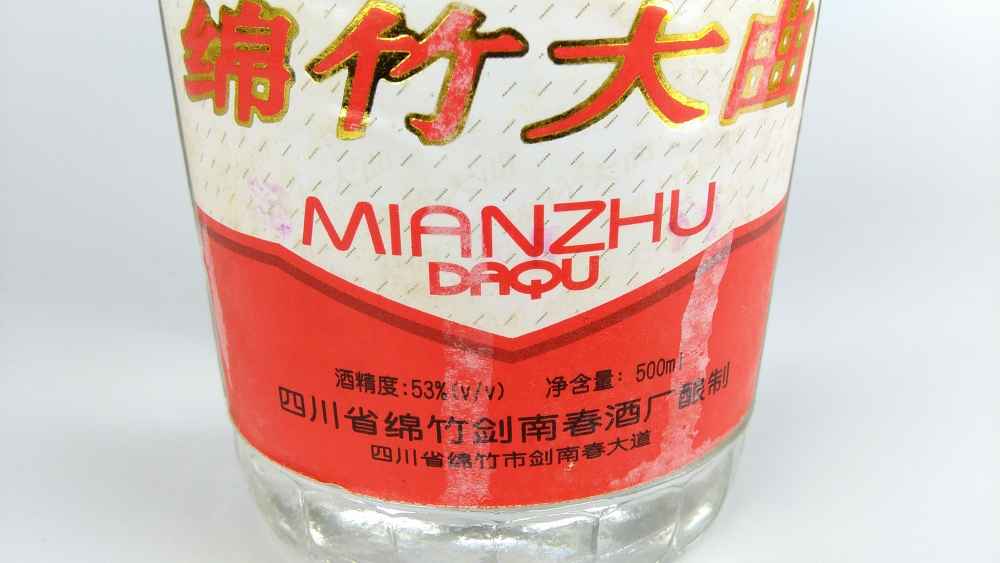 绵竹大曲
MIANZHU
DAQU
酒精度:53%(v/v) 净含量: 500ml
四川省绵竹剑南春酒厂酿制
四川省绵竹市剑南春大道